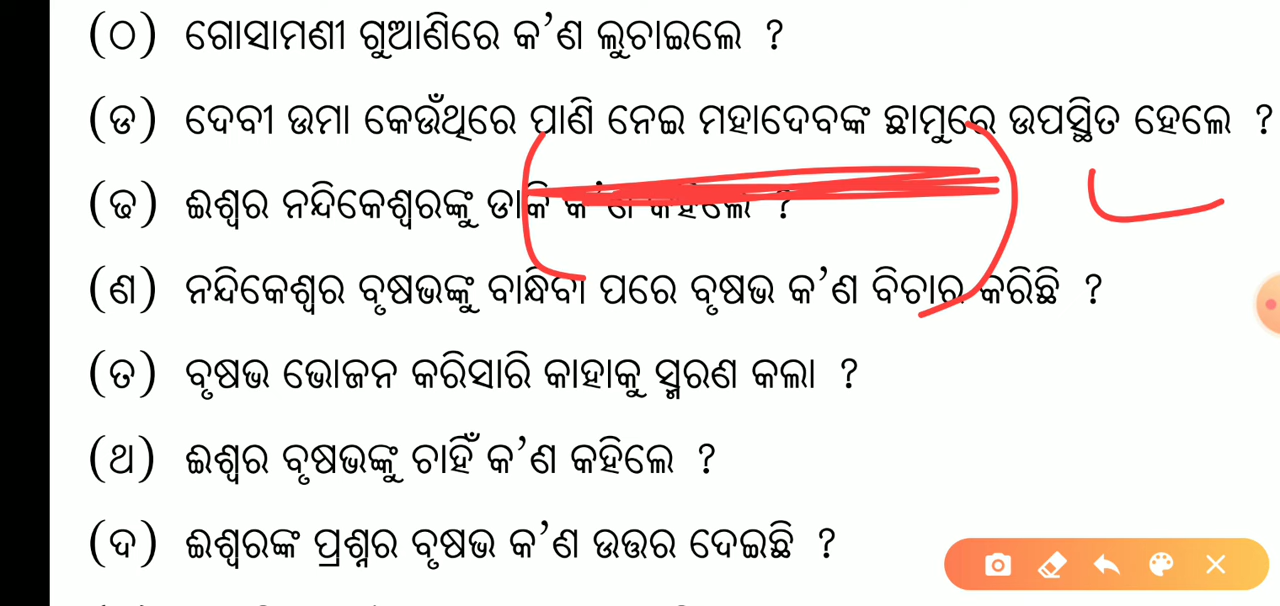 (ଠ) ଗୋସାମଣୀ ଗୁଆଣିରେ କ'ଣ ଲୁଚାଇଲେ ?
(ଡ) ଦେବୀ ଉମା କେଉଁଥିରେ ପାଣି ନେଇ ମହାଦେବଙ୍କ ଛାମୁରେ ଉପସ୍ଥିତ ହେଲେ ?
(ଢ) ଈଶ୍ୱର ନନ୍ଦିକେଶ୍ୱରଙ୍କୁ ଡାକି କ'ଣ କହିଲେ ?
(ଣ) ନନ୍ଦିକେଶ୍ୱର ବୃଷଭଙ୍କୁ ବାନ୍ଧିବା ପରେ ବୃଷଭ କ'ଣ ବିଚାର କରିଛି ?
(ତ) ବୃଷଭ ଭୋଜନ କରିସାରି କାହାକୁ ସ୍ମରଣ କଲା ?
(ଥ) ଈଶ୍ୱର ବୃଷଭଙ୍କୁ ଚାହିଁ କ'ଣ କହିଲେ ?
(ଦ) ଈଶ୍ୱରଙ୍କ ପ୍ରଶ୍ନର ବୃଷଭ କ'ଣ ଉତ୍ତର ଦେଇଛି ?